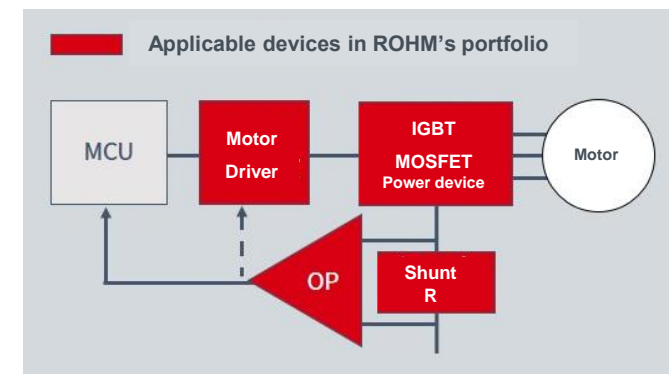 Applicable devices in ROHM's portfolio
MCU
Motor
Driver
IGBT
MOSFET
Power device
Motor
OP
Shunt
R